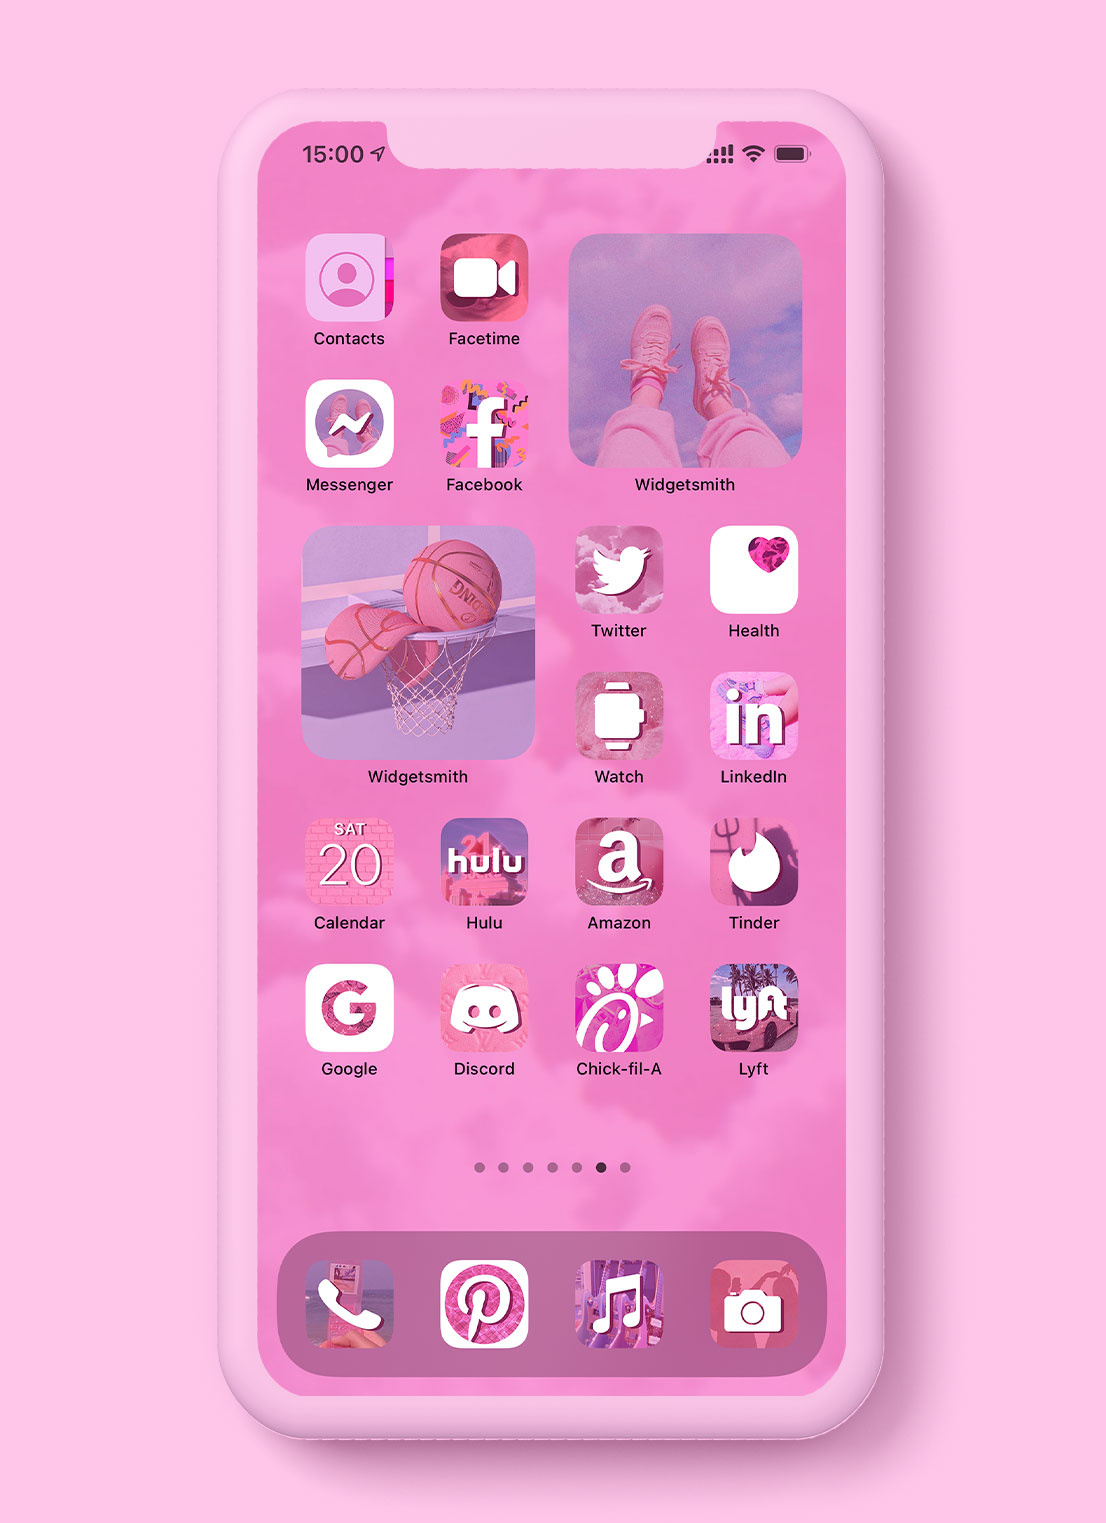 15:00
Contacts
Facetime
Messenger
Facebook
Widgetsmith
Widgetsmith
Twitter
Health
Watch
in
LinkedIn
SAT
20
Calendar
hulu
Hulu
a
Amazon
Tinder
G
Google
Discord
Chick-fil-A
lyft
Lyft